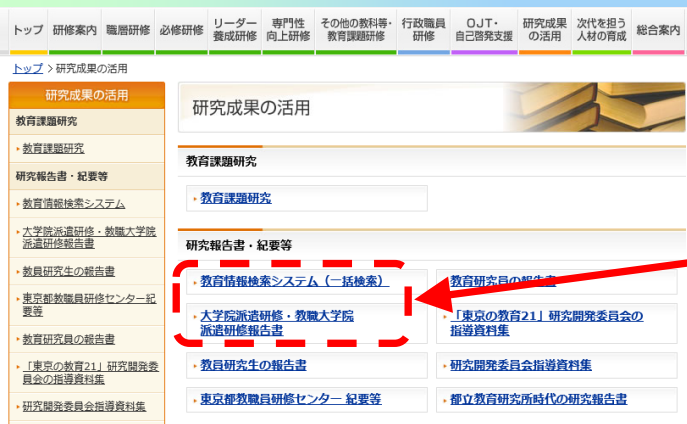 トップ 研修案内 職層研修 必修研修 リーダー養成研修 専門性向上研修 その他の教科等・教育課題研修 行政職員研修 OJT・自己啓発支援 研究成果の活用 次代を担う人材の育成 総合案内
トップ > 研究成果の活用
研究成果の活用
教育課題研究
教育課題研究
研究報告書・紀要等
教育情報検索システム
大学院派遣研修・教職大学院
派遣研修報告書
教員研究生の報告書
東京都教職員研修センター紀
要等
教育研究員の報告書
「東京の教育21」研究開発委
員会の指導資料集
研究開発委員会指導資料集
研究成果の活用
教育課題研究
教育課題研究
研究報告書・紀要等
教育情報検索システム（一括検索）
教育研究員の報告書
大学院派遣研修・教職大学院
派遣研修報告書
「東京の教育21」研究開発委員会の
指導資料集
教員研究生の報告書
研究開発委員会指導資料集
東京都教職員研修センター 紀要等
都立教育研究所時代の研究報告書